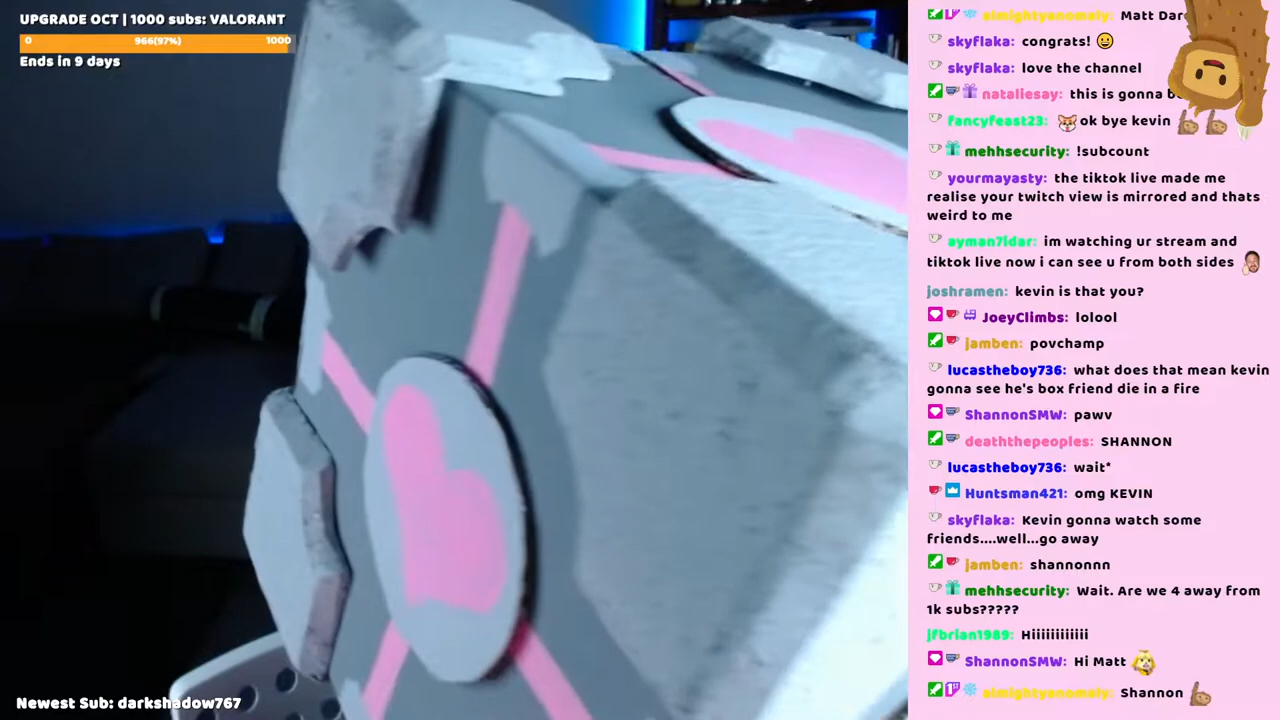 UPGRADE OCT | 1000 subs: VALORANT
0 966(97%) 1000
Ends in 9 days
Newest Sub: darkshadow767
almightyanomaly: Matt
skyflaka: congrats!
skyflaka: love the channel
nataliesay: this is gonna
fancyfeast23: ok bye kevin
mehhsecurity: !subcount
yourmayasty: the tiktok live made me
realise your twitch view is mirrored and thats
weird to me
ayman7idar: im watching ur stream and
tiktok live now i can see u from both sides
joshramen: kevin is that you?
JoeyClimbs: lolool
jamben: povchamp
lucastheboy736: what does that mean kevin
gonna see he's box friend die in a fire
ShannonSMW: pawv
deaththepeoples: SHANNON
lucastheboy736: wait*
Huntsman421: omg KEVIN
skyflaka: Kevin gonna watch some
friends....well...go away
jamben: shannonnn
mehhsecurity: Wait. Are we 4 away from
1k subs?????
jfbrian1989: Hiiiiiiiiiiii
ShannonSMW: Hi Matt
almightyanomaly: Shannon